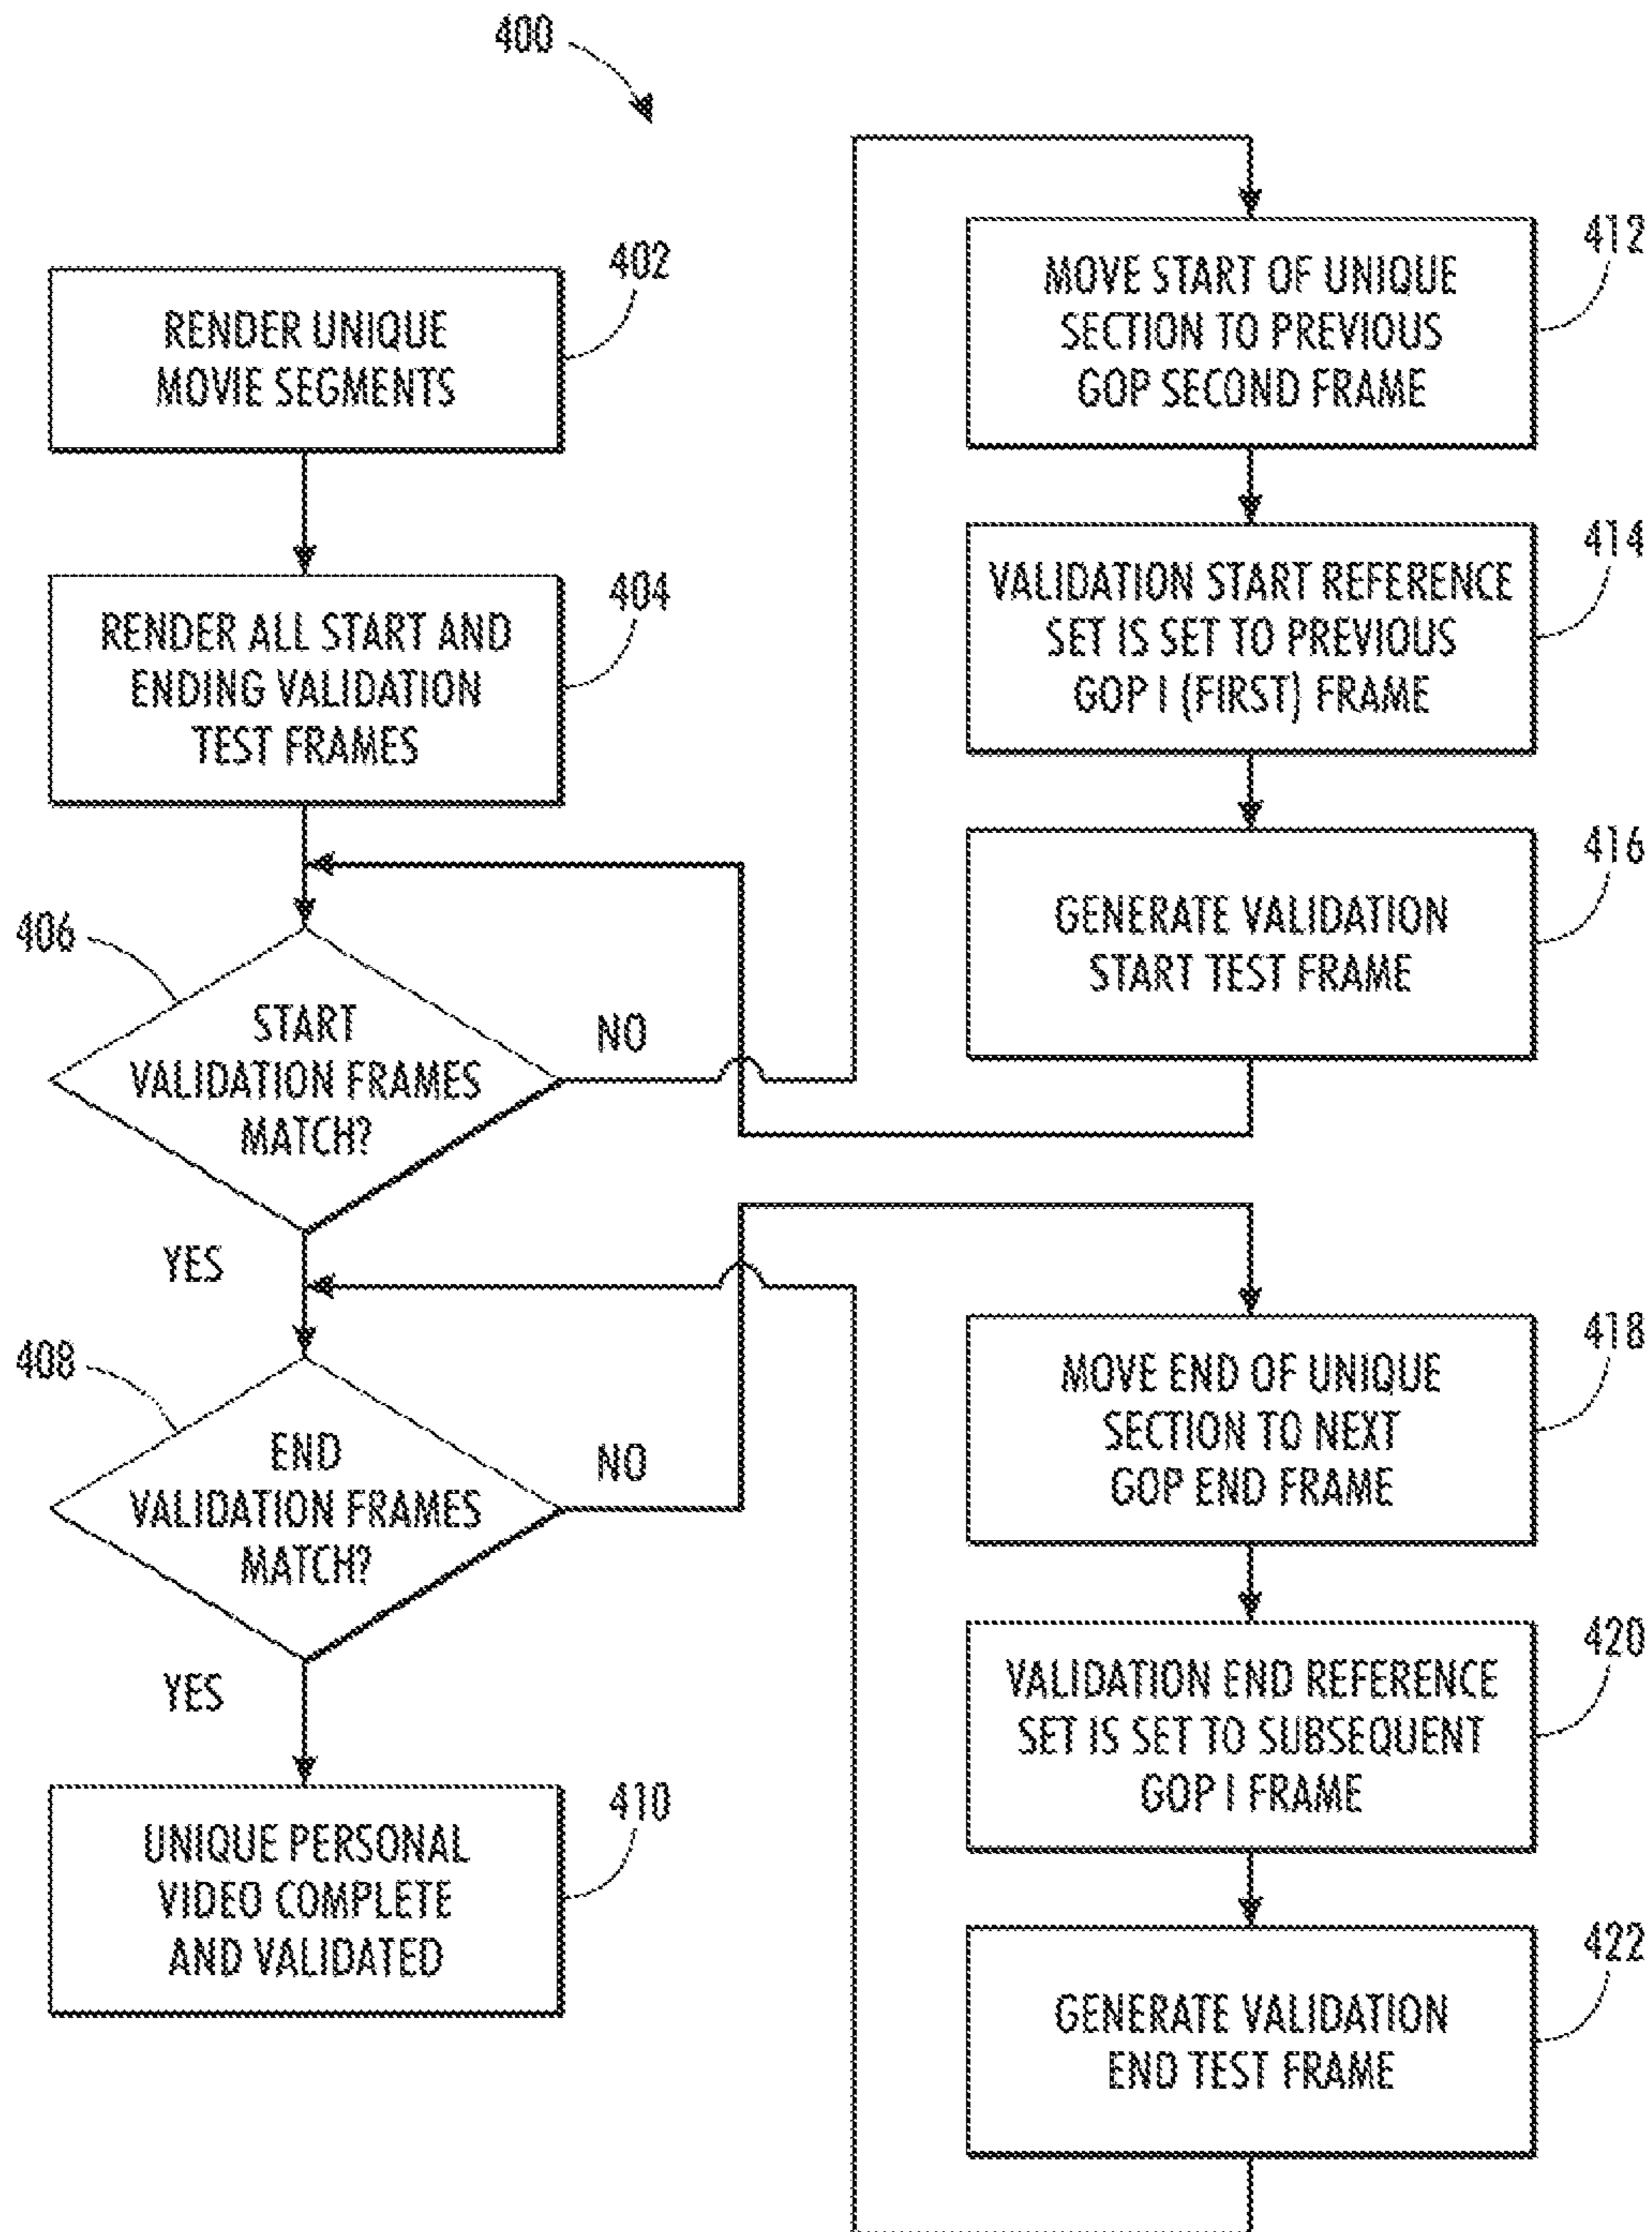 400
402
RENDER UNIQUE
MOVIE SEGMENTS
404
RENDER ALL START AND
ENDING VALIDATION
TEST FRAMES
406
START
VALIDATION FRAMES
MATCH?
NO
YES
408
END
VALIDATION FRAMES
MATCH?
NO
YES
410
UNIQUE PERSONAL
VIDEO COMPLETE
AND VALIDATED
412
MOVE START OF UNIQUE
SECTION TO PREVIOUS
GOP SECOND FRAME
414
VALIDATION START REFERENCE
SET IS SET TO PREVIOUS
GOP I (FIRST) FRAME
416
GENERATE VALIDATION
START TEST FRAME
418
MOVE END OF UNIQUE
SECTION TO NEXT
GOP END FRAME
420
VALIDATION END REFERENCE
SET IS SET TO SUBSEQUENT
GOP I FRAME
422
GENERATE VALIDATION
END TEST FRAME